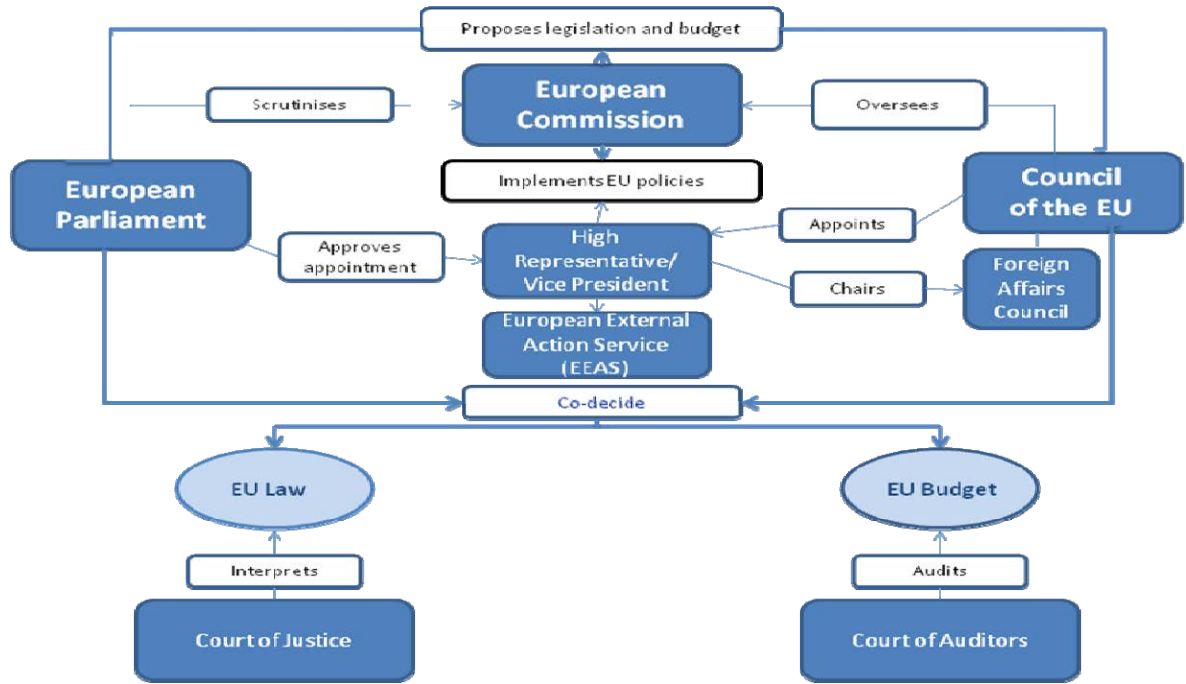 Proposes legislation and budget
European
Commission
Scrutinises
Oversees
Implements EU policies
European
Parliament
Council
of the EU
Appoints
Approves
appointment
High
Representative/
Vice President
Chairs
Foreign
Affairs
Council
European External
Action Service
(EEAS)
Co-decide
EU Law
EU Budget
Interprets
Audits
Court of Justice
Court of Auditors